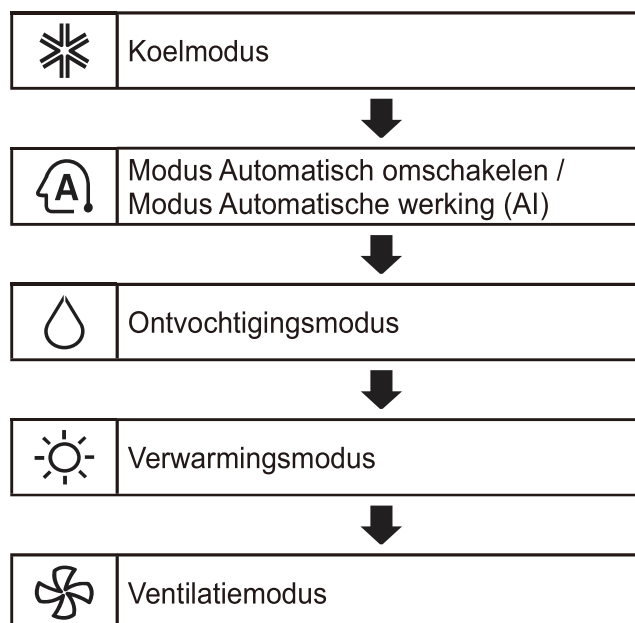 Koelmodus
A
Modus Automatisch omschakelen /
Modus Automatische werking (AI)
Ontvochtigingsmodus
Verwarmingsmodus
Ventilatiemodus